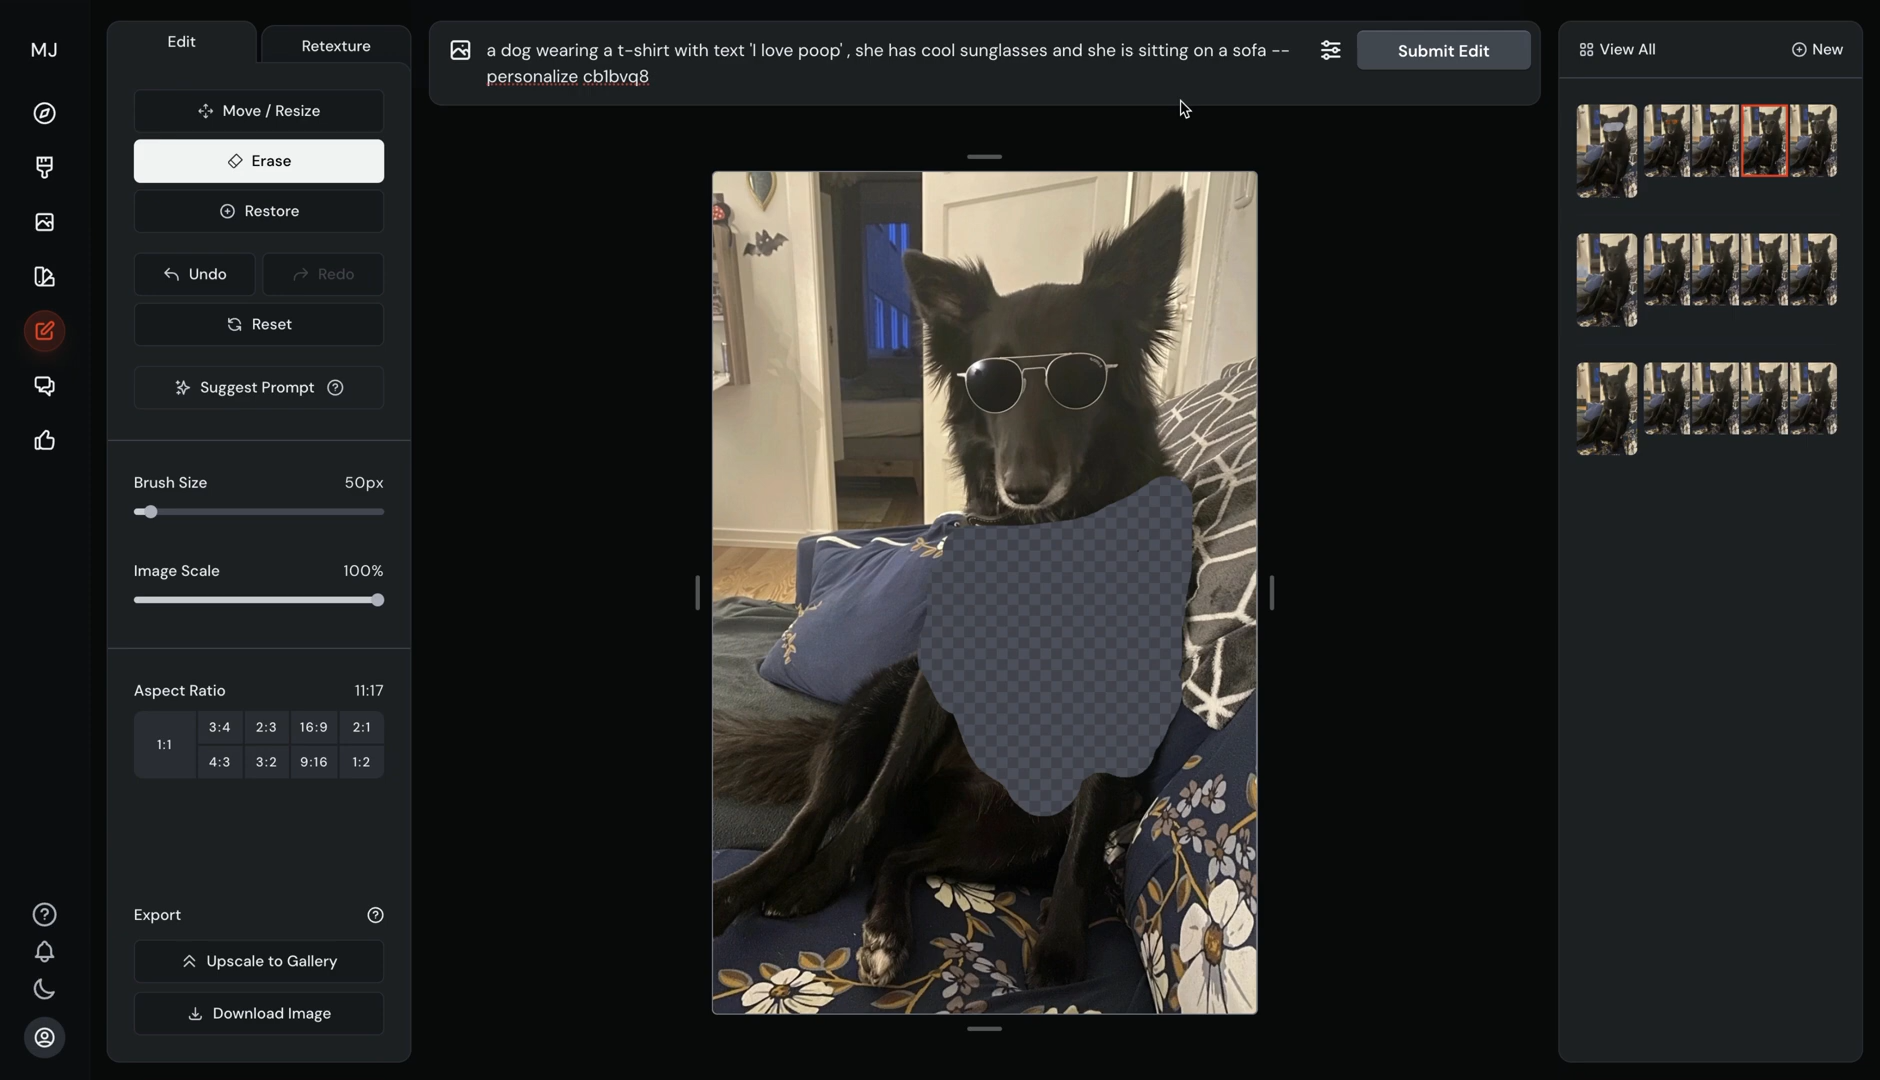 MJ
Edit
Retexture
Move / Resize
Erase
Restore
Undo
Redo
Reset
Suggest Prompt
Brush Size
50px
Image Scale
100%
Aspect Ratio
11:17
1:1
3:4
2:3
16:9
2:1
4:3
3:2
9:16
1:2
Export
Upscale to Gallery
Download Image
a dog wearing a t-shirt with text 'I love poop' , she has cool sunglasses and she is sitting on a sofa --
personalize cb1bvq8
Submit Edit
View All
New